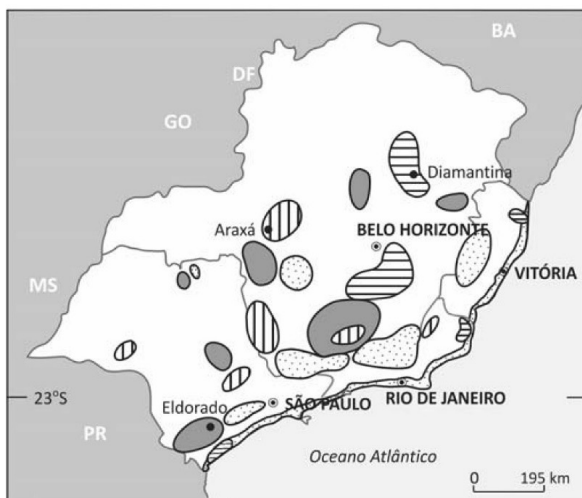 BA
DF
GO
Diamantina
Araxá
BELO HORIZONTE
MS
VITÓRIA
23°S
RIO DE JANEIRO
SÃO PAULO
Eldorado
PR
Oceano Atlântico
0 195 km